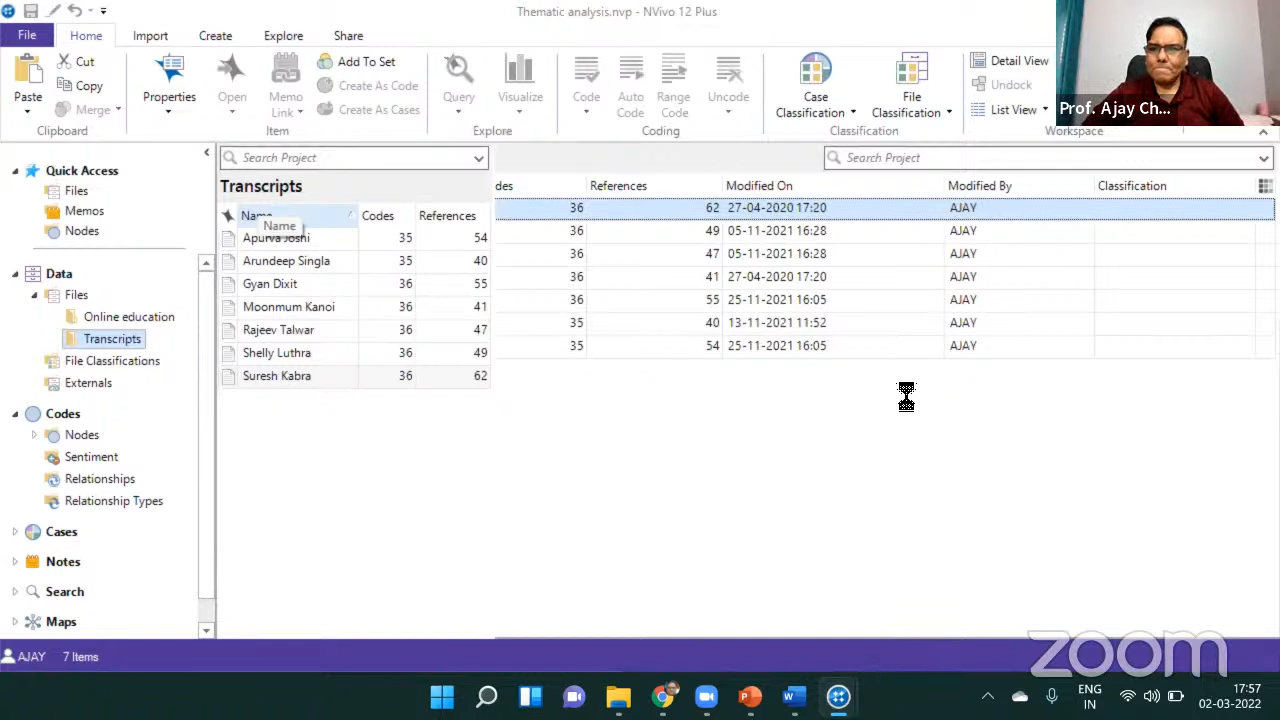 Thematic analysis.nvp - NVivo 12 Plus
File
Home
Import
Create
Explore
Share
Paste
Cut
Copy
Merge
Clipboard
Properties
Open
Memo
Link
Add To Set
Create As Code
Create As Cases
Item
Query
Visualize
Explore
Code
Auto
Code
Range
Code
Uncode
Coding
Case
Classification
File
Classification
Classification
Detail View
Undock
List View
Workspace
Prof. Ajay Ch...
Quick Access
Files
Memos
Nodes
Data
Files
Online education
Transcripts
File Classifications
Externals
Codes
Nodes
Sentiment
Relationships
Relationship Types
Cases
Notes
Search
Maps
Search Project
Transcripts
Name Codes References
Name
Apurva Joshi 35 54
Arundeep Singla 35 40
Gyan Dixit 36 55
Moonmum Kanoi 36 41
Rajeev Talwar 36 47
Shelly Luthra 36 49
Suresh Kabra 36 62
Search Project
des References Modified On Modified By Classification
36 62 27-04-2020 17:20 AJAY
36 49 05-11-2021 16:28 AJAY
36 47 05-11-2021 16:28 AJAY
36 41 27-04-2020 17:20 AJAY
36 55 25-11-2021 16:05 AJAY
35 40 13-11-2021 11:52 AJAY
35 54 25-11-2021 16:05 AJAY
AJAY 7 Items
zoom
ENG
IN
17:57
02-03-2022